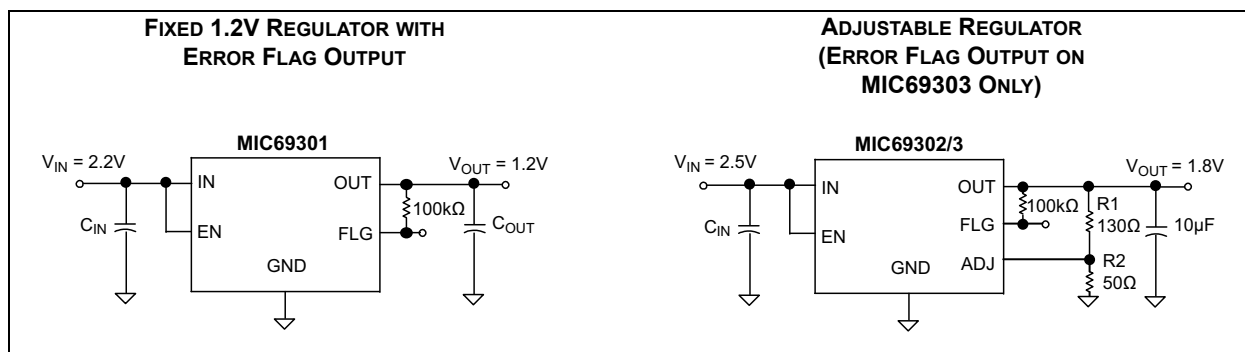 FIXED 1.2V REGULATOR WITH
ERROR FLAG OUTPUT
MIC69301
VIN = 2.2V
IN
EN
CIN
GND
OUT
FLG
100kΩ
VOUT = 1.2V
COUT
ADJUSTABLE REGULATOR
(ERROR FLAG OUTPUT ON
MIC69303 ONLY)
MIC69302/3
VIN = 2.5V
IN
EN
CIN
GND
OUT
FLG
ADJ
100kΩ
R1
130Ω
R2
50Ω
VOUT = 1.8V
10µF